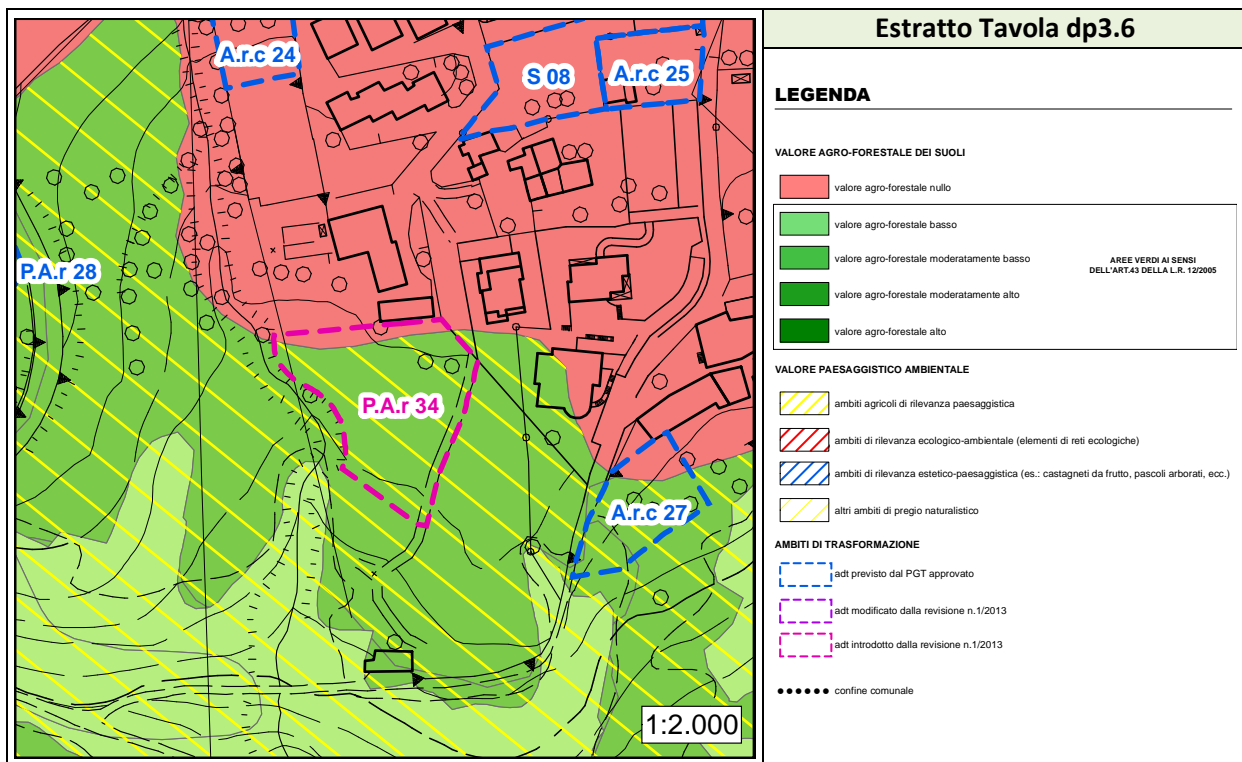 Estratto Tavola dp3.6
A.r.c 24
S 08
A.r.c 25
P.A.r 28
P.A.r 34
A.r.c 27
1:2.000
LEGENDA
VALORE AGRO-FORESTALE DEI SUOLI
valore agro-forestale nullo
valore agro-forestale basso
valore agro-forestale moderatamente basso
AREE VERDI AI SENSI
DELL'ART.43 DELLA L.R. 12/2005
valore agro-forestale moderatamente alto
valore agro-forestale alto
VALORE PAESAGGISTICO AMBIENTALE
ambiti agricoli di rilevanza paesaggistica
ambiti di rilevanza ecologico-ambientale (elementi di reti ecologiche)
ambiti di rilevanza estetico-paesaggistica (es.: castagneti da frutto, pascoli arborati, ecc.)
altri ambiti di pregio naturalistico
AMBITI DI TRASFORMAZIONE
adt previsto dal PGT approvato
adt modificato dalla revisione n.1/2013
adt introdotto dalla revisione n.1/2013
confine comunale